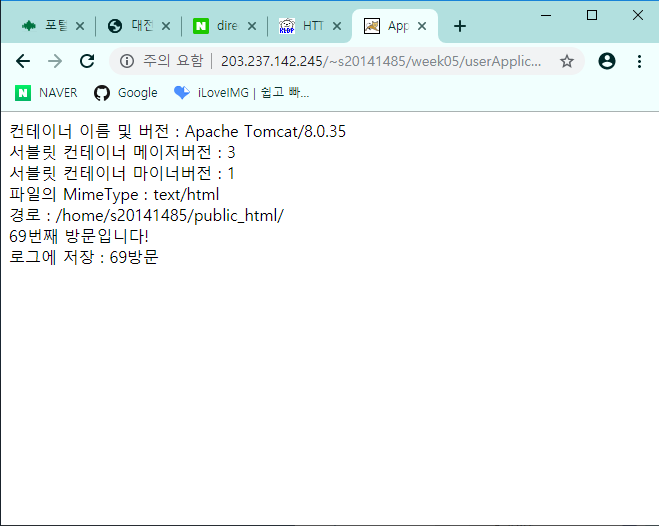 포털
대전
dire
HTT
App
주의 요함
203.237.142.245/~s20141485/week05/userApplic...
NAVER
Google
iLoveIMG | 쉽고 빠...
컨테이너 이름 및 버전 : Apache Tomcat/8.0.35
서블릿 컨테이너 메이저버전 : 3
서블릿 컨테이너 마이너버전 : 1
파일의 MimeType : text/html
경로 : /home/s20141485/public_html/
69번째 방문입니다!
로그에 저장 : 69방문